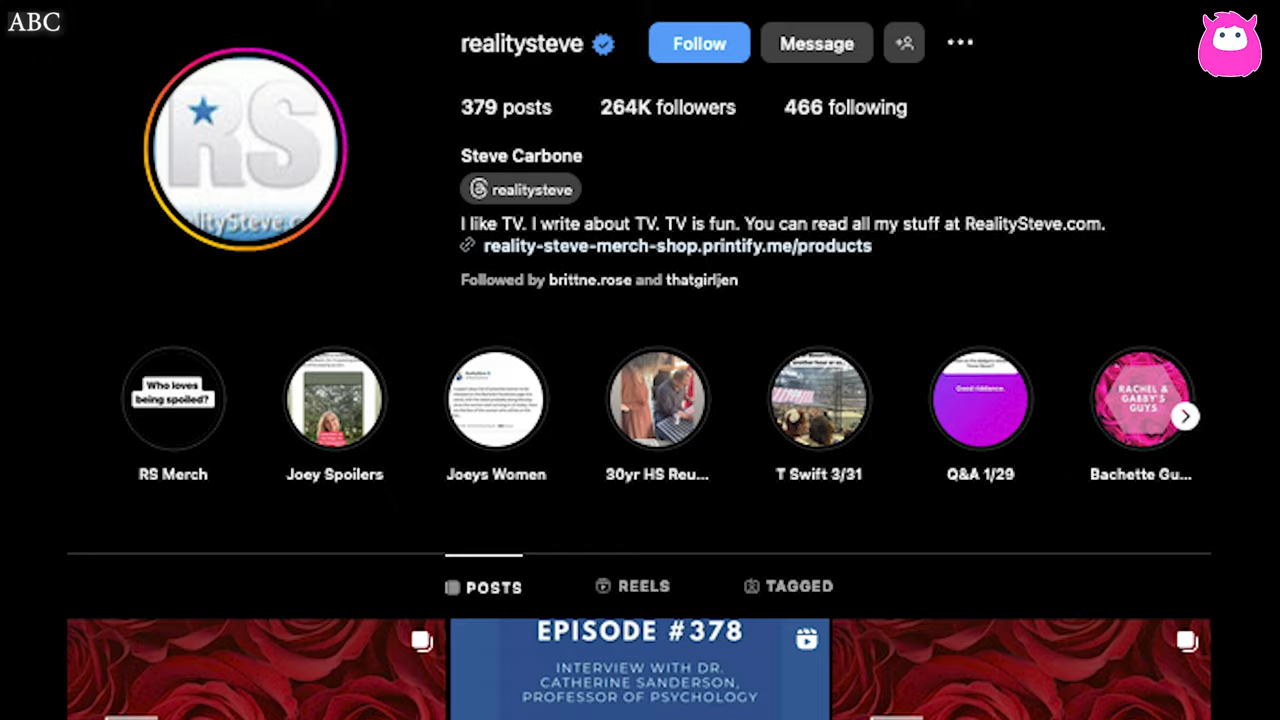 ABC
realitysteve
Follow
Message
379 posts
264K followers
466 following
Steve Carbone
realitysteve
I like TV. I write about TV. TV is fun. You can read all my stuff at RealitySteve.com.
reality-steve-merch-shop.printify.me/products
Followed by brittne.rose and thatgirljen
RS
Who loves
being spoiled?
Good riddance.
RACHEL &
GABBY'S
GUYS
RS Merch
Joey Spoilers
Joeys Women
30yr HS Reu...
T Swift 3/31
Q&A 1/29
Bachette Gu...
POSTS
REELS
TAGGED
EPISODE #378
INTERVIEW WITH DR.
CATHERINE SANDERSON,
PROFESSOR OF PSYCHOLOGY